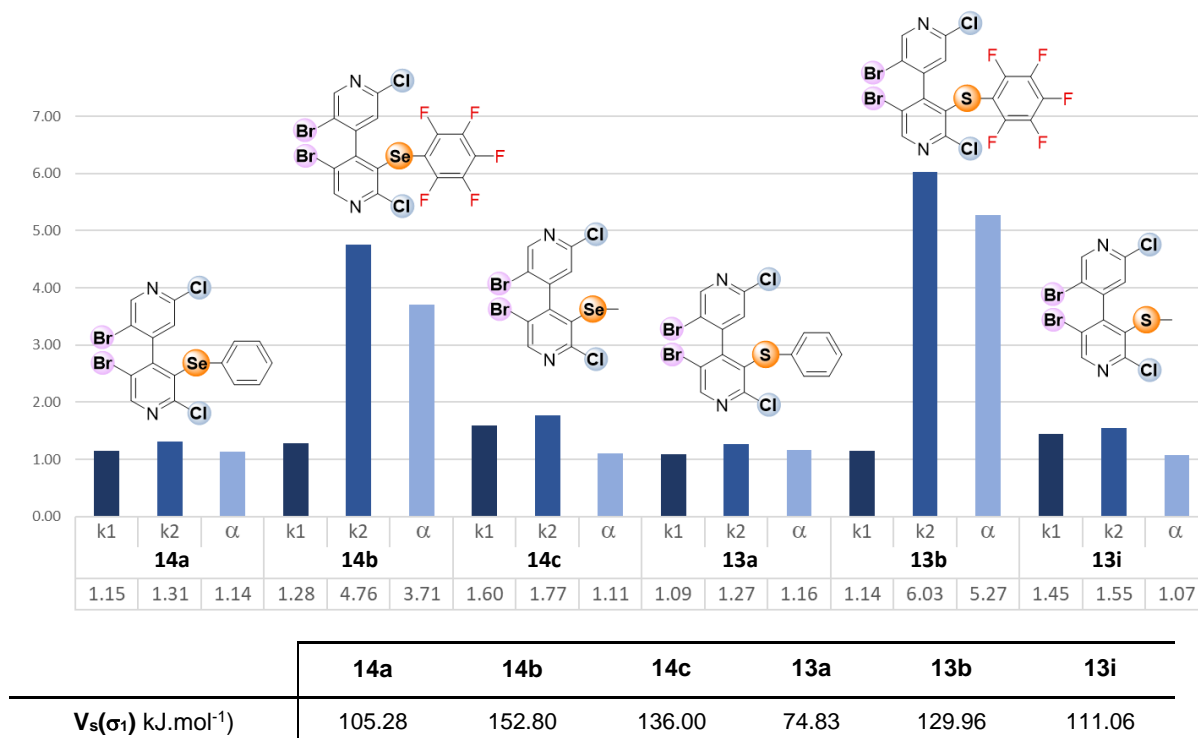 7.00
6.00
5.00
4.00
3.00
2.00
1.00
0.00
N Cl
Br
Br Se
N Cl
N Cl
Br
Br Se F F F F F
N Cl
N Cl
Br
Br Se
N Cl
N Cl
Br
Br S
N Cl
N Cl
Br
Br S F F F F F
N Cl
N Cl
Br
Br S
N Cl
k1 k2 α k1 k2 α k1 k2 α k1 k2 α k1 k2 α k1 k2 α
14a 14b 14c 13a 13b 13i
1.15 1.31 1.14 1.28 4.76 3.71 1.60 1.77 1.11 1.09 1.27 1.16 1.14 6.03 5.27 1.45 1.55 1.07
14a 14b 14c 13a 13b 13i
Vs(σ1) kJ.mol-1) 105.28 152.80 136.00 74.83 129.96 111.06